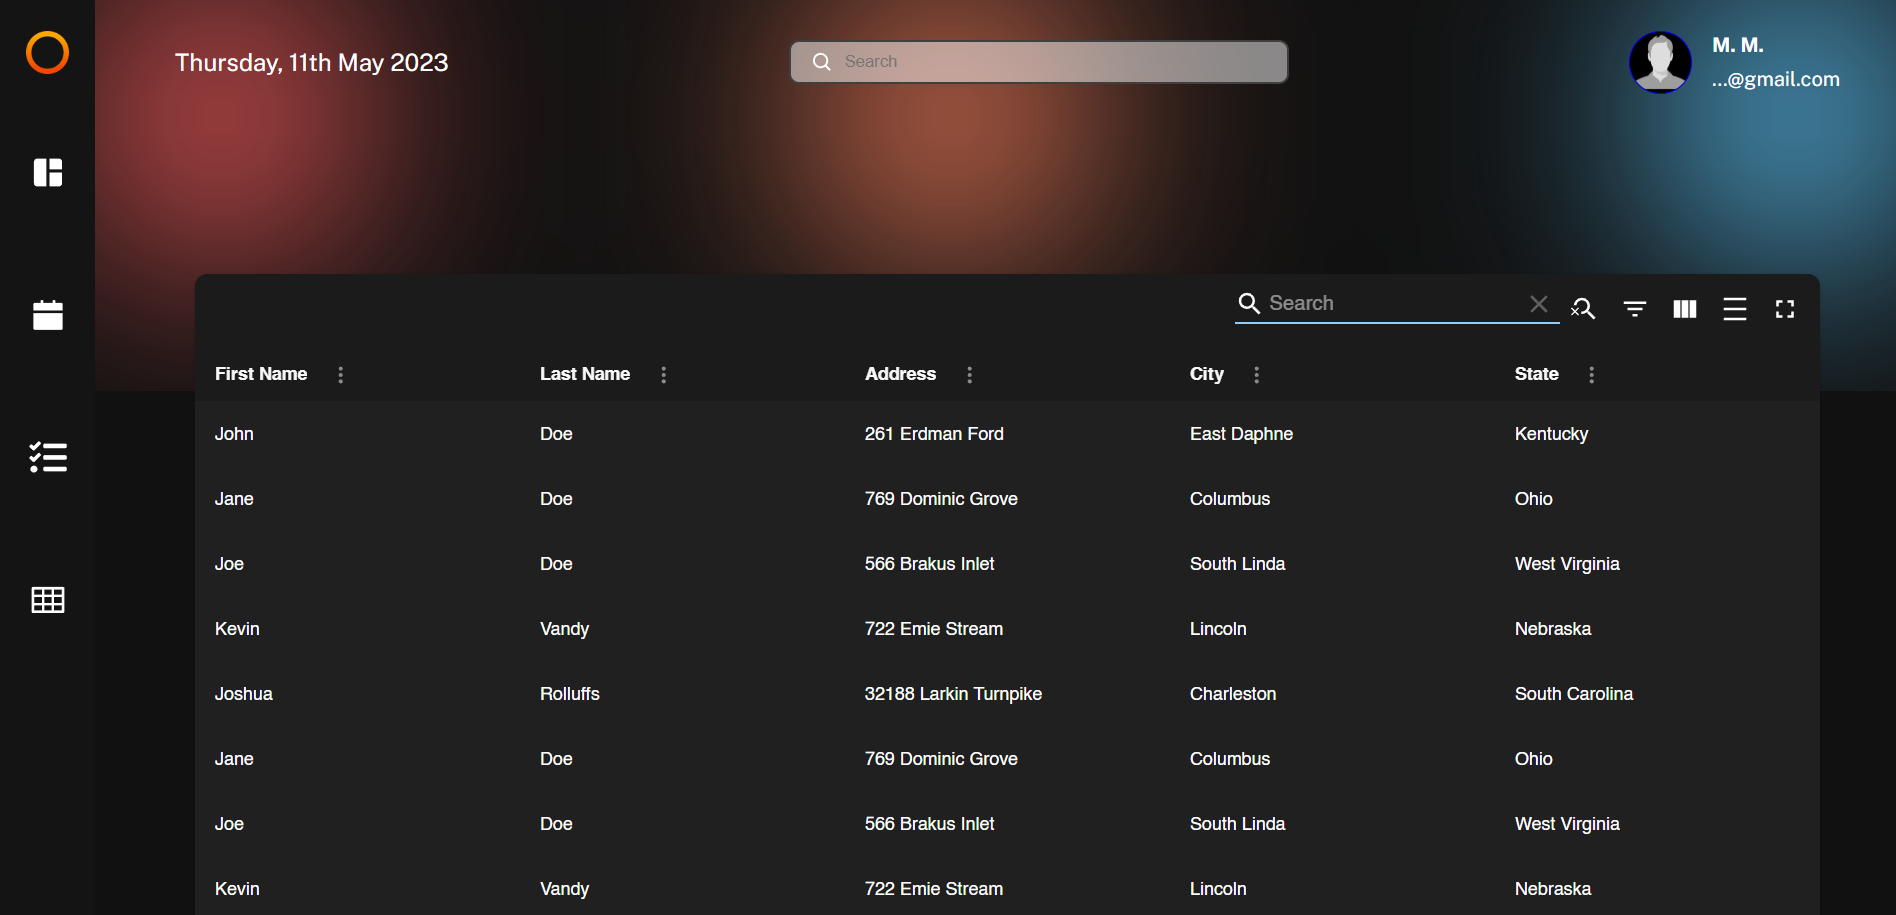 Thursday, 11th May 2023
Search
M. M.
...@gmail.com
Search
First Name Last Name Address City State
John Doe 261 Erdman Ford East Daphne Kentucky
Jane Doe 769 Dominic Grove Columbus Ohio
Joe Doe 566 Brakus Inlet South Linda West Virginia
Kevin Vandy 722 Emie Stream Lincoln Nebraska
Joshua Rolluffs 32188 Larkin Turnpike Charleston South Carolina
Jane Doe 769 Dominic Grove Columbus Ohio
Joe Doe 566 Brakus Inlet South Linda West Virginia
Kevin Vandy 722 Emie Stream Lincoln Nebraska